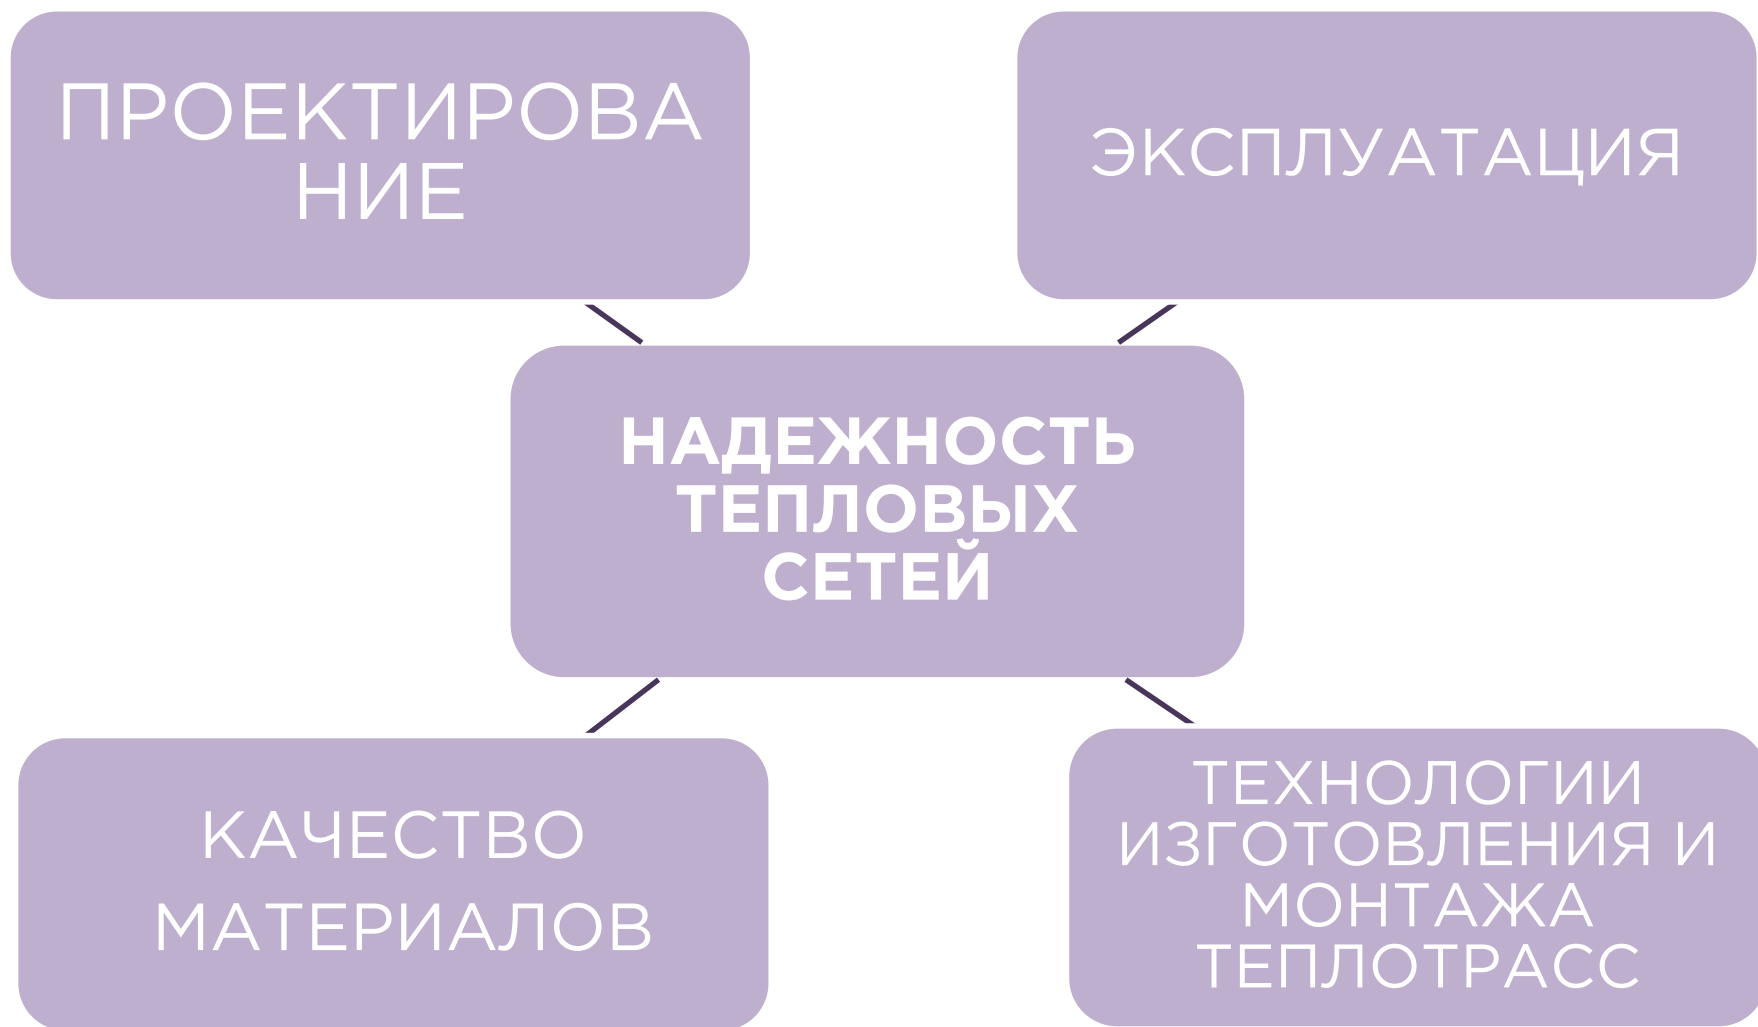 ПРОЕКТИРОВА
НИЕ
ЭКСПЛУАТАЦИЯ
НАДЕЖНОСТЬ
ТЕПЛОВЫХ
СЕТЕЙ
КАЧЕСТВО
МАТЕРИАЛОВ
ТЕХНОЛОГИИ
ИЗГОТОВЛЕНИЯ И
МОНТАЖА
ТЕПЛОТРАСС